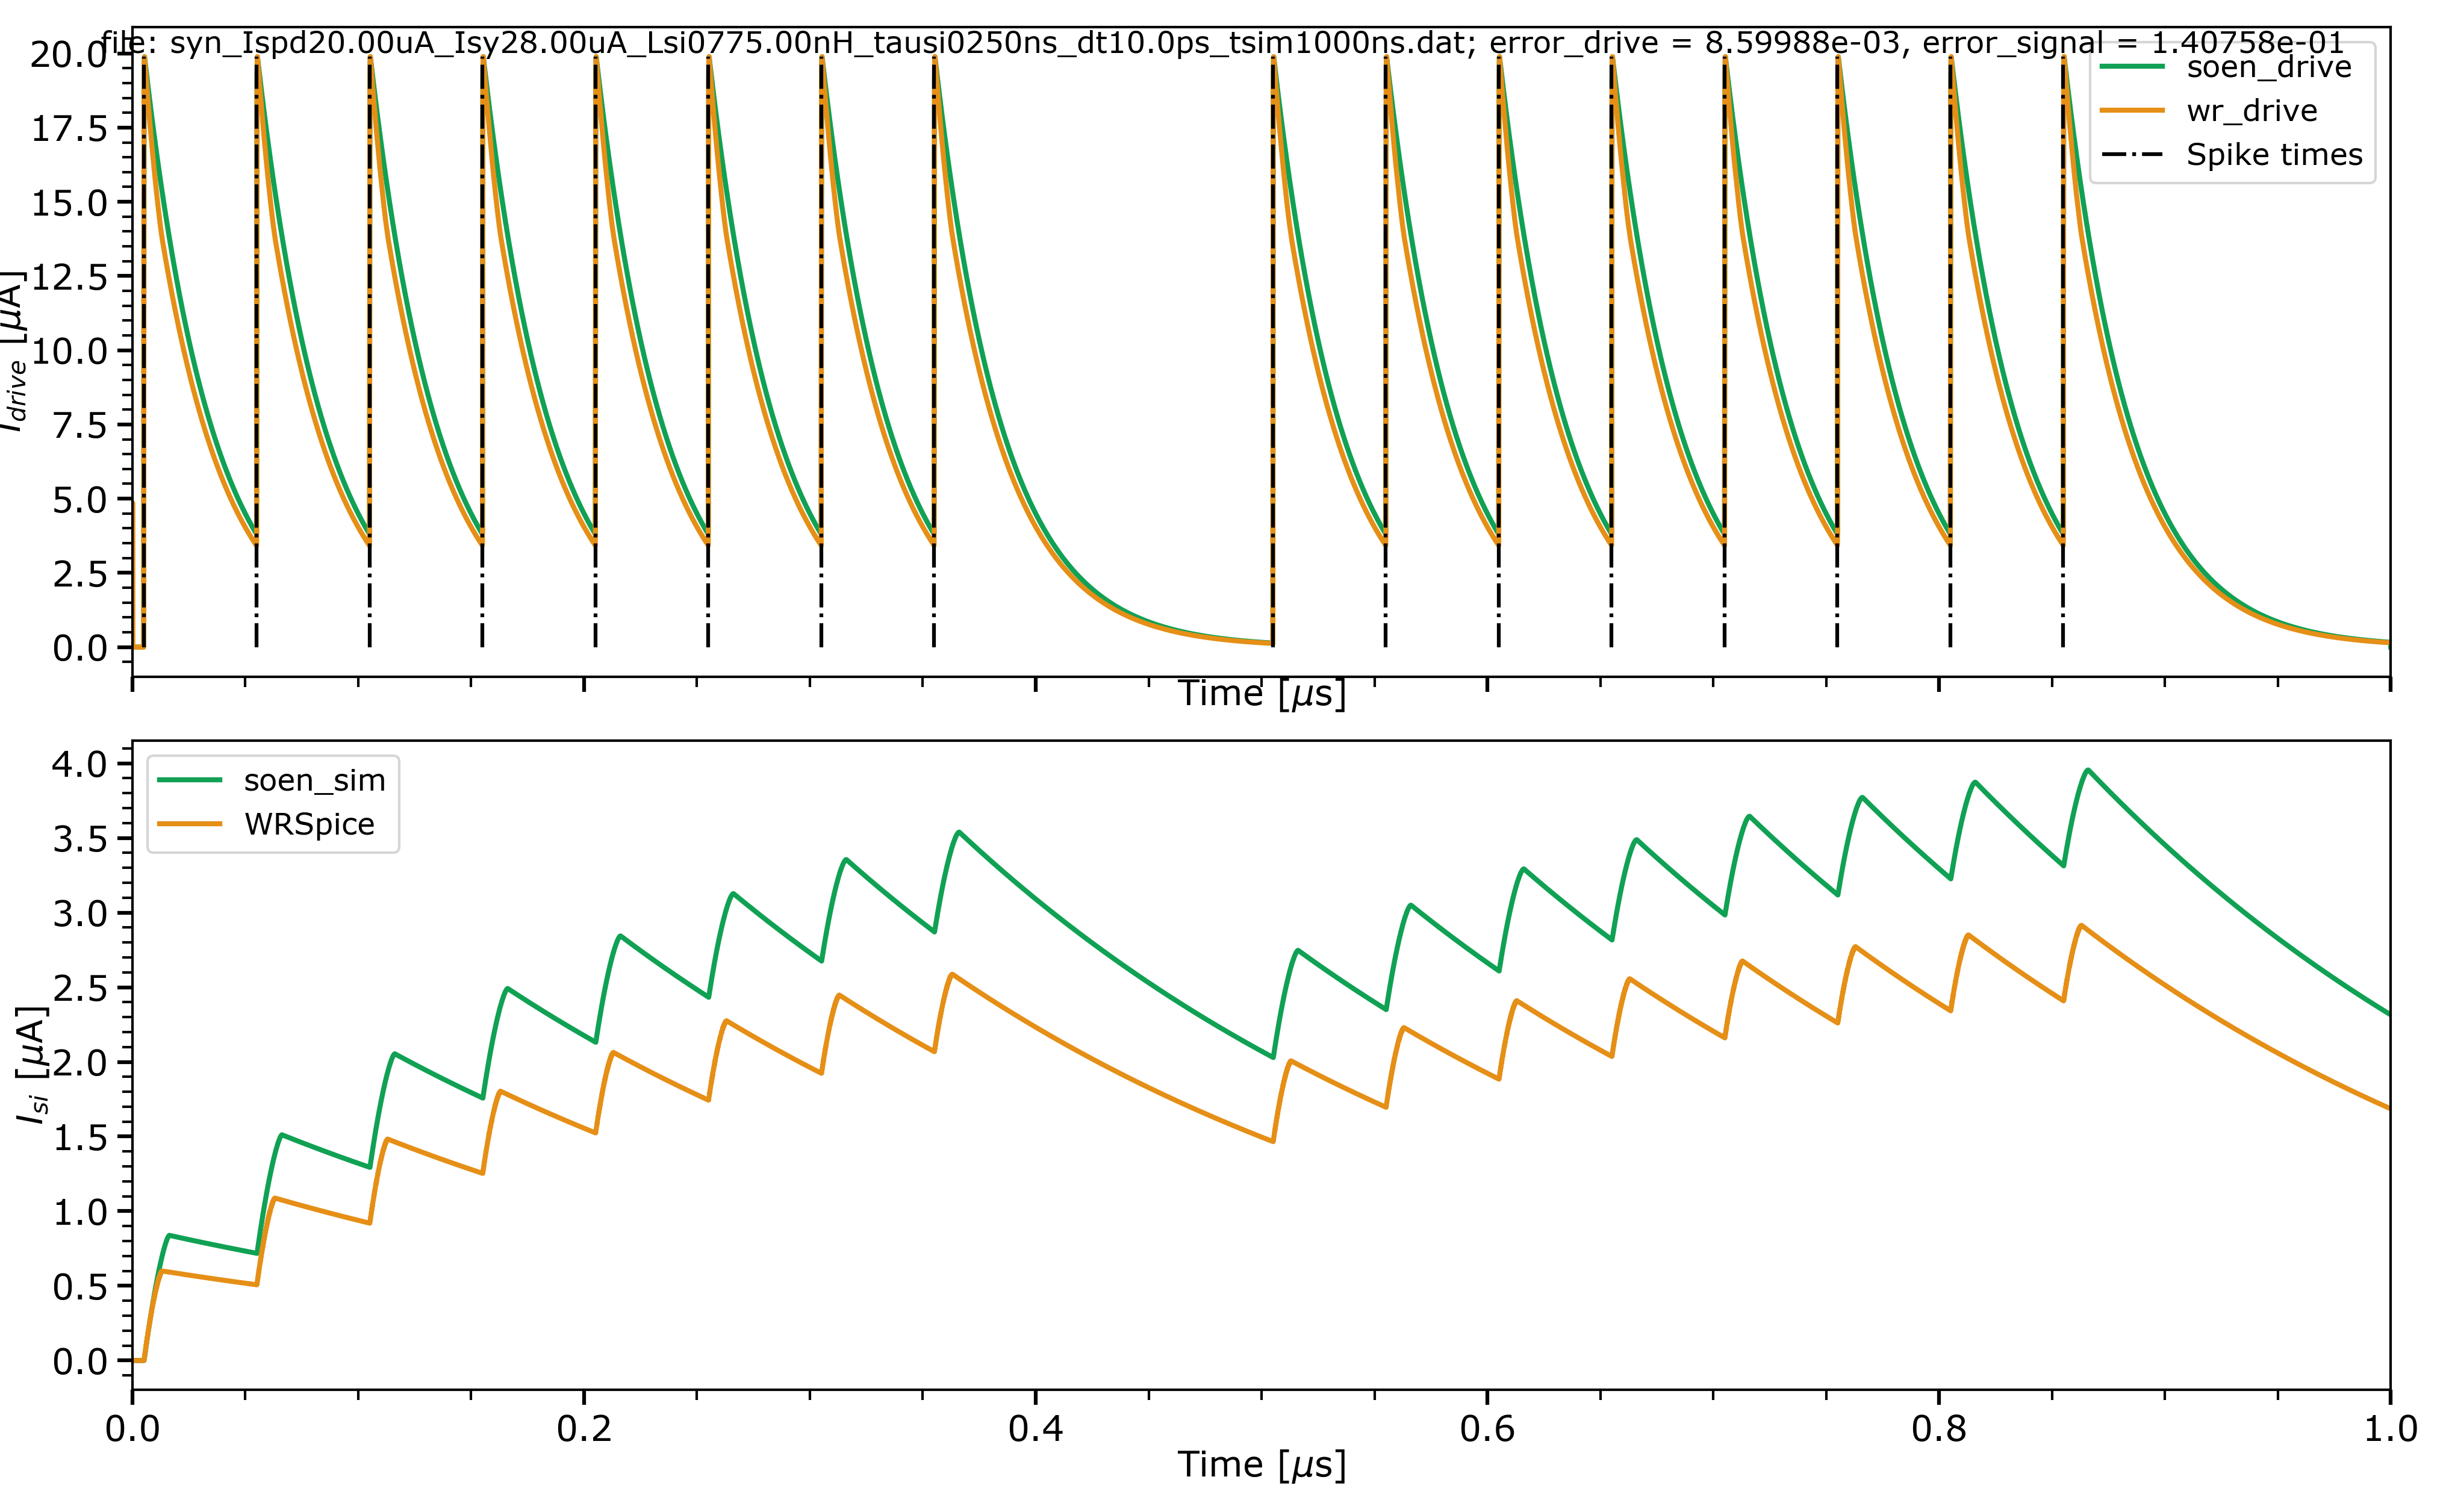 file: syn_Ispd20.00uA_Isy28.00uA_Lsi0775.00nH_tausi0250ns_dt10.0ps_tsim1000ns.dat; error_drive = 8.59988e-03, error_signal = 1.40758e-01
20.0
17.5
15.0
12.5
10.0
7.5
5.0
2.5
0.0
I_drive [μA]
soen_drive
wr_drive
Spike times
Time [μs]
4.0
3.5
3.0
2.5
2.0
1.5
1.0
0.5
0.0
I_si [μA]
soen_sim
WRSpice
0.0 0.2 0.4 0.6 0.8 1.0
Time [μs]